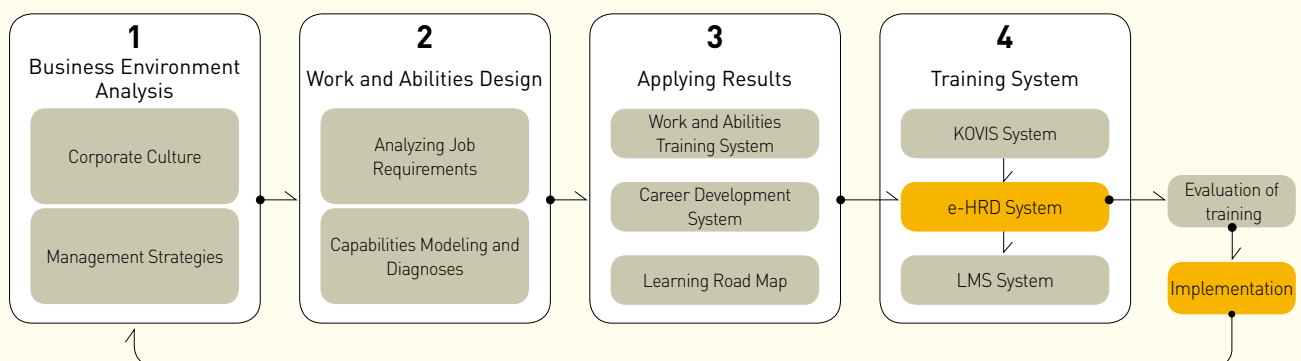 1
Business Environment
Analysis
Corporate Culture
Management Strategies
2
Work and Abilities Design
Analyzing Job
Requirements
Capabilities Modeling and
Diagnoses
3
Applying Results
Work and Abilities
Training System
Career Development
System
Learning Road Map
4
Training System
KOVIS System
e-HRD System
LMS System
Evaluation of
training
Implementation